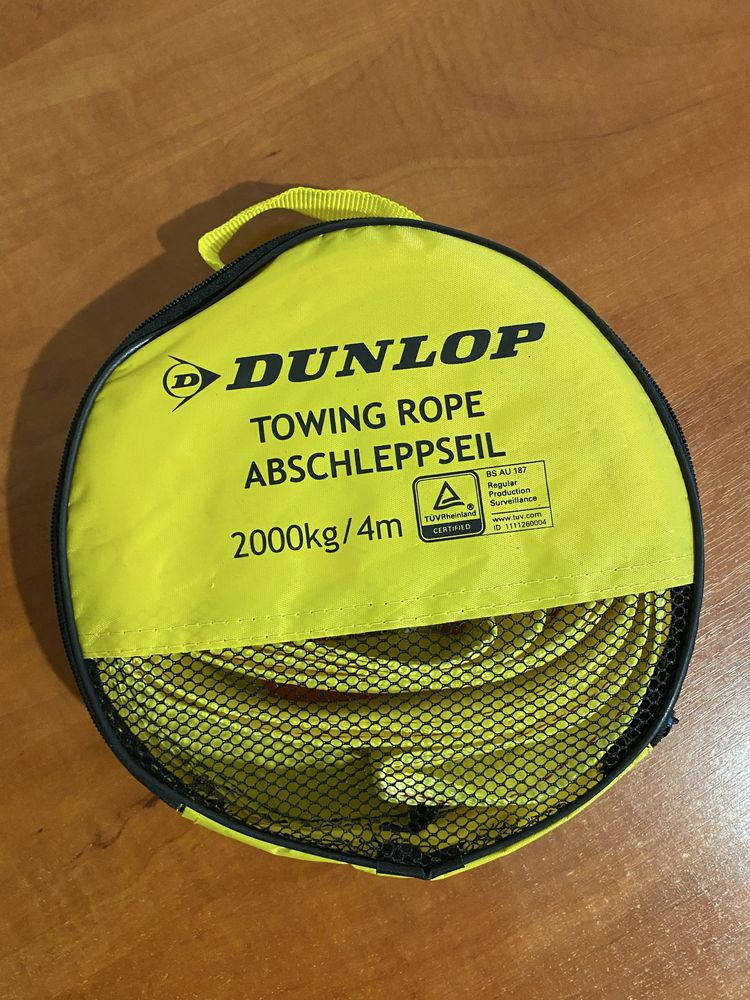 D DUNLOP
TOWING ROPE
ABSCHLEPPSEIL
2000kg/4m
TÜVRheinland®
CERTIFIED
BS AU 187
Regular
Production
Surveillance
www.tuv.com
ID 1111260004